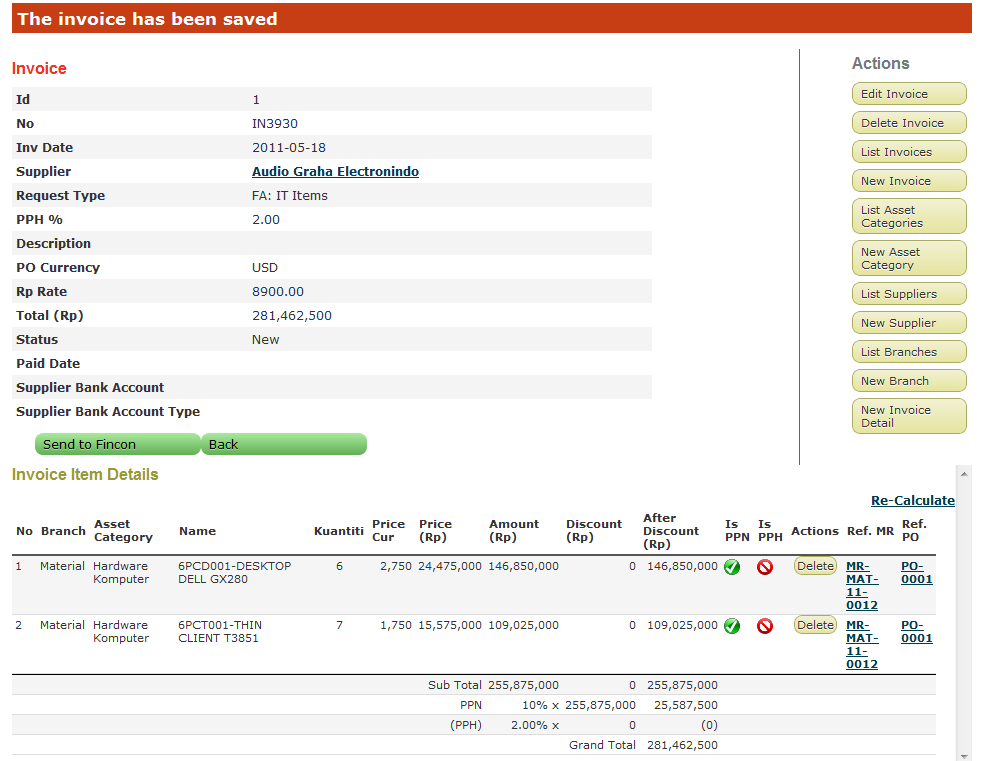 The invoice has been saved
Invoice
Id 1
No IN3930
Inv Date 2011-05-18
Supplier Audio Graha Electronindo
Request Type FA: IT Items
PPH % 2.00
Description
PO Currency USD
Rp Rate 8900.00
Total (Rp) 281,462,500
Status New
Paid Date
Supplier Bank Account
Supplier Bank Account Type
Send to Fincon Back
Actions
Edit Invoice
Delete Invoice
List Invoices
New Invoice
List Asset
Categories
New Asset
Category
List Suppliers
New Supplier
List Branches
New Branch
New Invoice
Detail
Invoice Item Details
Re-Calculate
No Branch Asset Category Name Kuantiti Price Cur Price (Rp) Amount (Rp) Discount (Rp) After Discount (Rp) Is PPN Is PPH Actions Ref. MR Ref. PO
1 Material Hardware Komputer 6PCD001-DESKTOP DELL GX280 6 2,750 24,475,000 146,850,000 0 146,850,000 Delete MR-MAT-11-0012 PO-0001
2 Material Hardware Komputer 6PCT001-THIN CLIENT T3851 7 1,750 15,575,000 109,025,000 0 109,025,000 Delete MR-MAT-11-0012 PO-0001
Sub Total 255,875,000 0 255,875,000
PPN 10% x 255,875,000 25,587,500
(PPH) 2.00% x 0 (0)
Grand Total 281,462,500